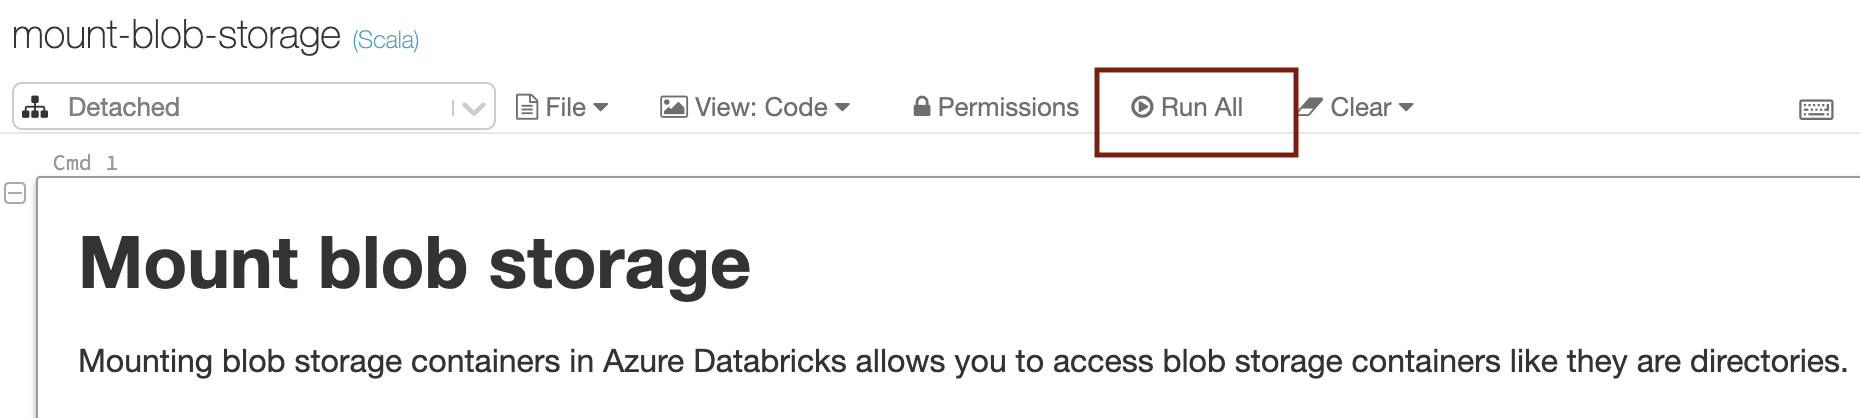 mount-blob-storage (Scala)
Detached File View: Code Permissions Run All Clear
Cmd 1
Mount blob storage
Mounting blob storage containers in Azure Databricks allows you to access blob storage containers like they are directories.